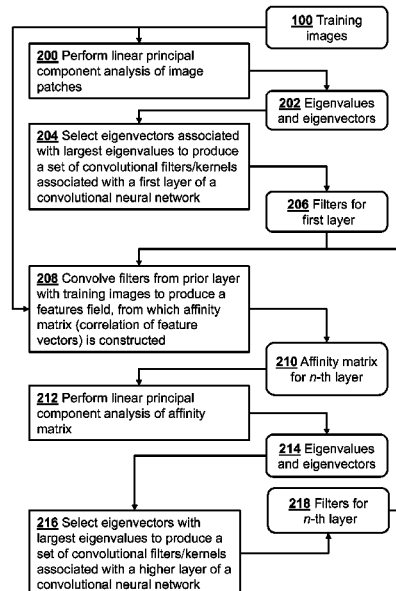 100 Training
images
200 Perform linear principal
component analysis of image
patches
202 Eigenvalues
and eigenvectors
204 Select eigenvectors associated
with largest eigenvalues to produce
a set of convolutional filters/kernels
associated with a first layer of a
convolutional neural network
206 Filters for
first layer
208 Convolve filters from prior layer
with training images to produce a
features field, from which affinity
matrix (correlation of feature
vectors) is constructed
210 Affinity matrix
for n-th layer
212 Perform linear principal
component analysis of affinity
matrix
214 Eigenvalues
and eigenvectors
218 Filters for
n-th layer
216 Select eigenvectors with
largest eigenvalues to produce a
set of convolutional filters/kernels
associated with a higher layer of a
convolutional neural network